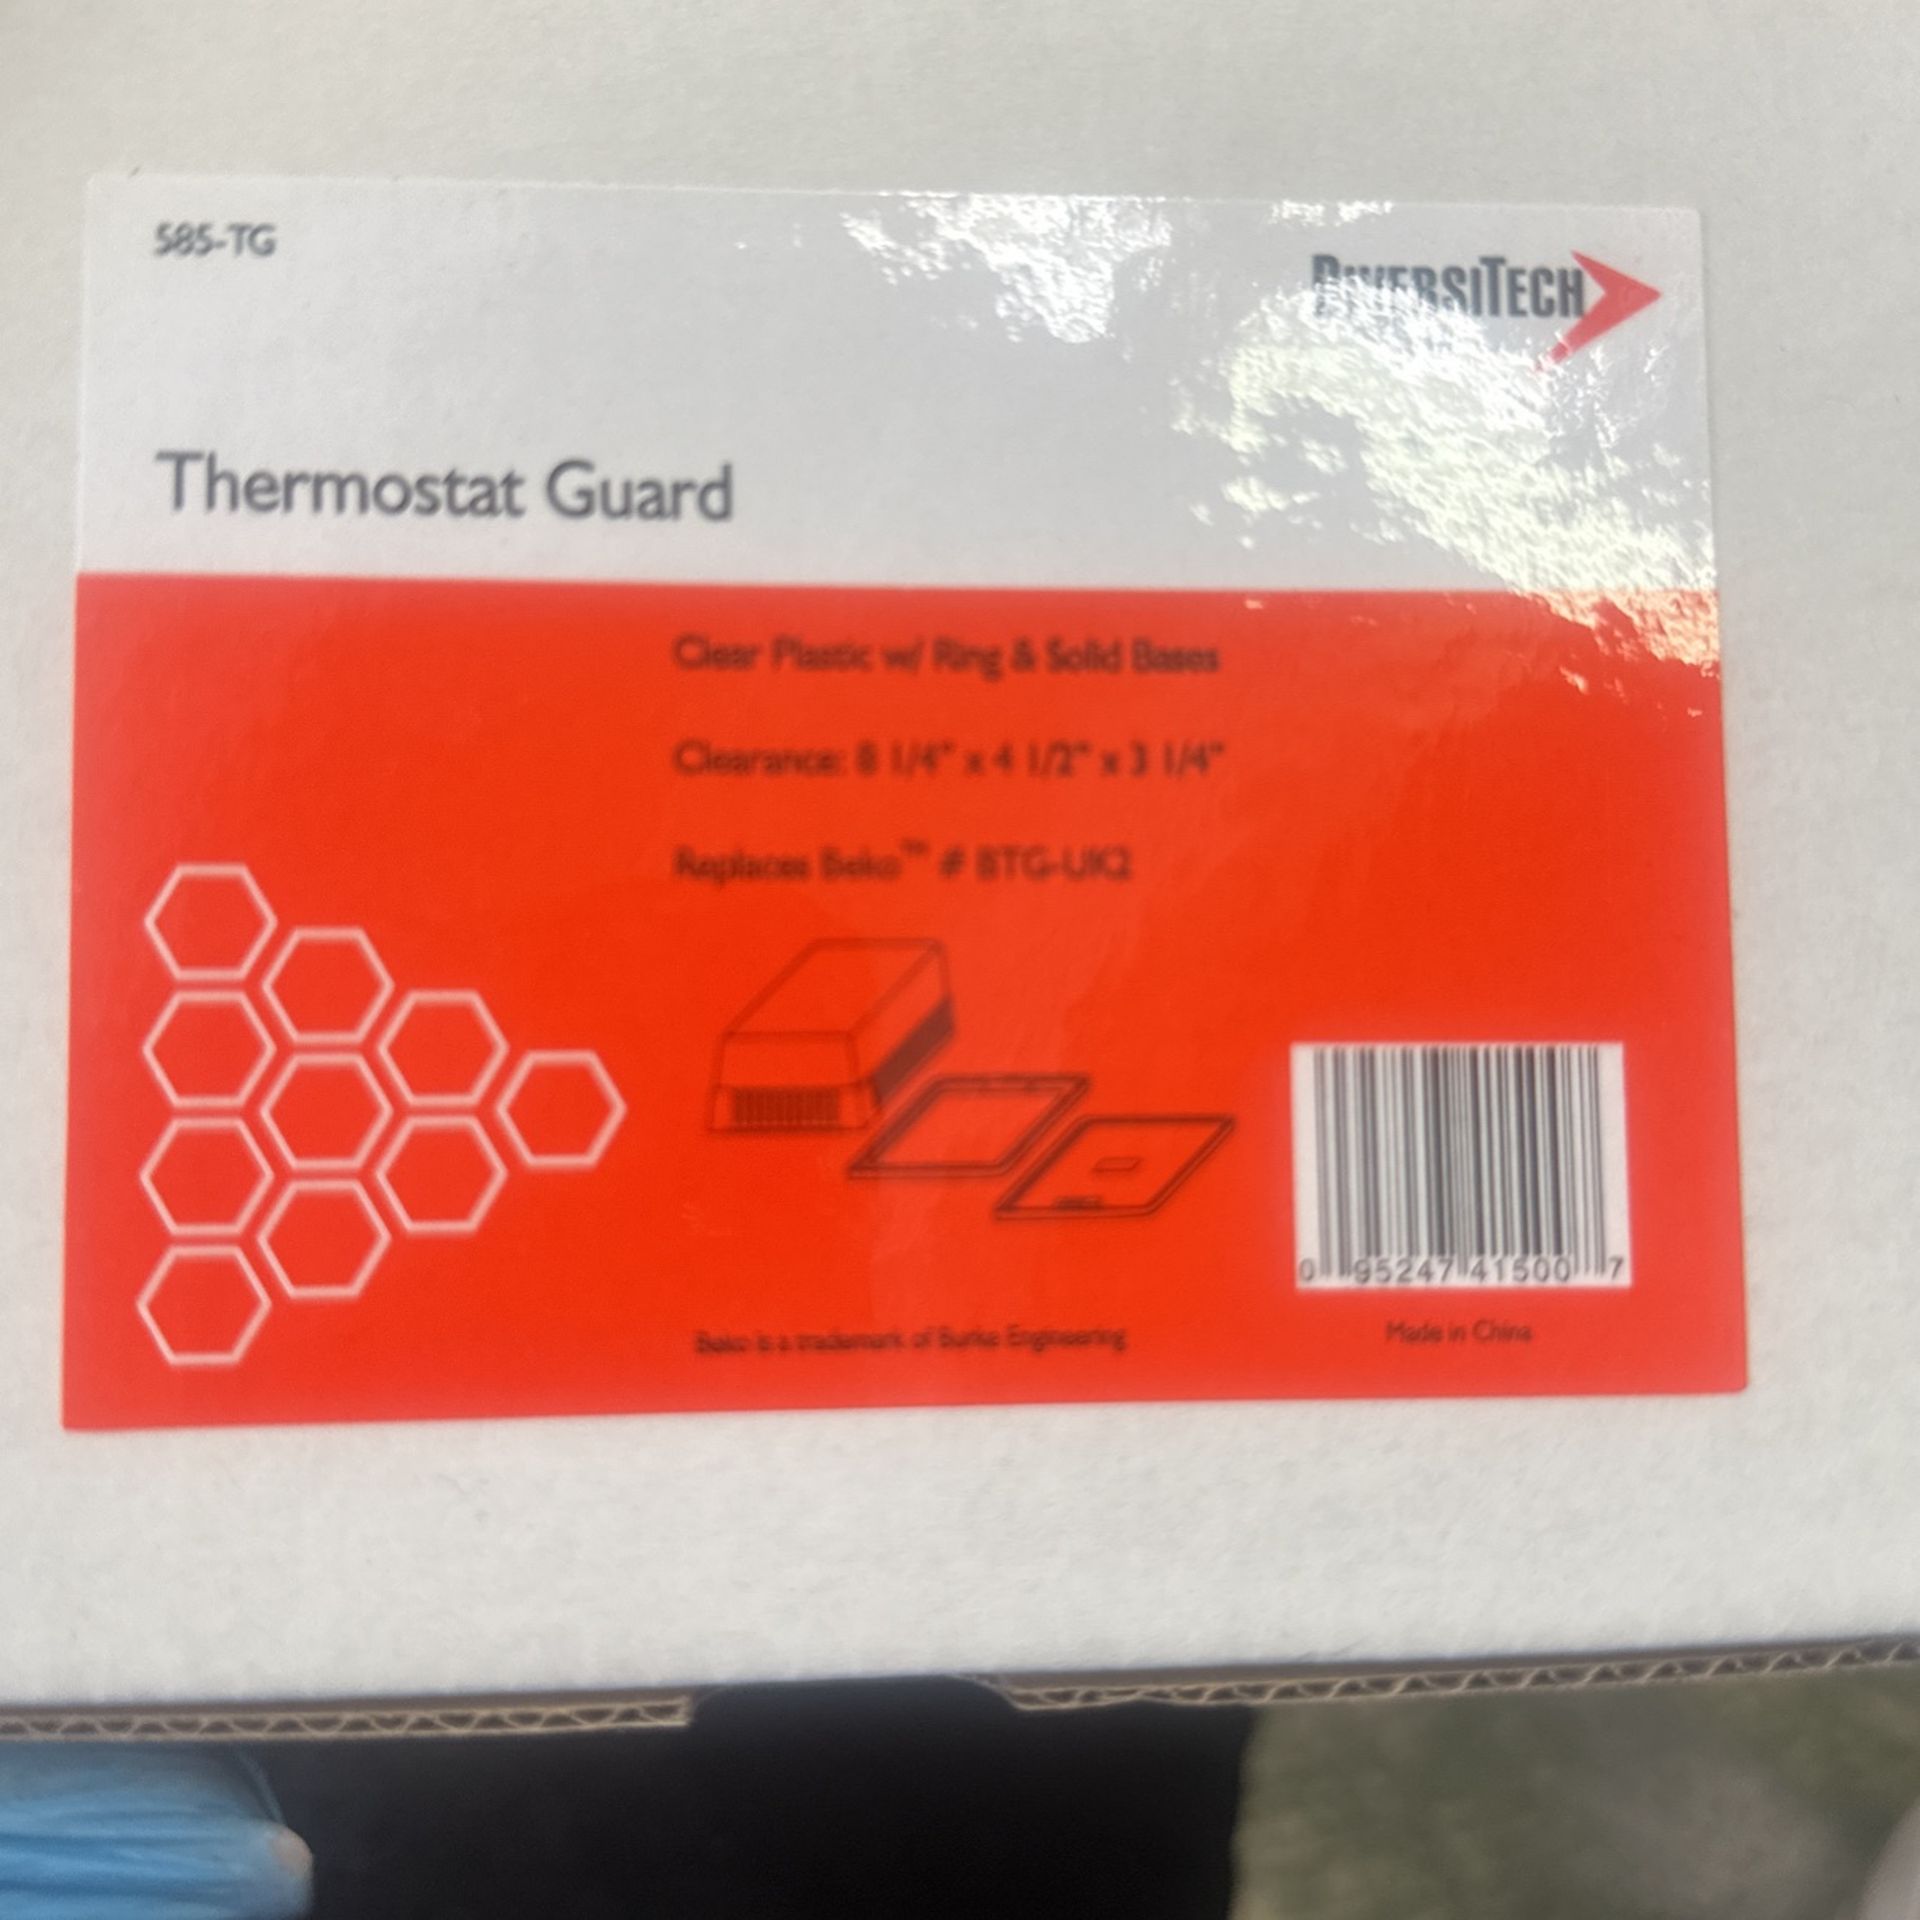 585-TG
DIVERSITECH
Thermostat Guard
Clear Plastic w/ Ring & Solid Bases
Clearance: 8 1/4" x 4 1/2" x 3 1/4"
Replaces Beko™ # BTG-UK2
0 95247 41500 7
Beko is a trademark of Burke Engineering
Made in China